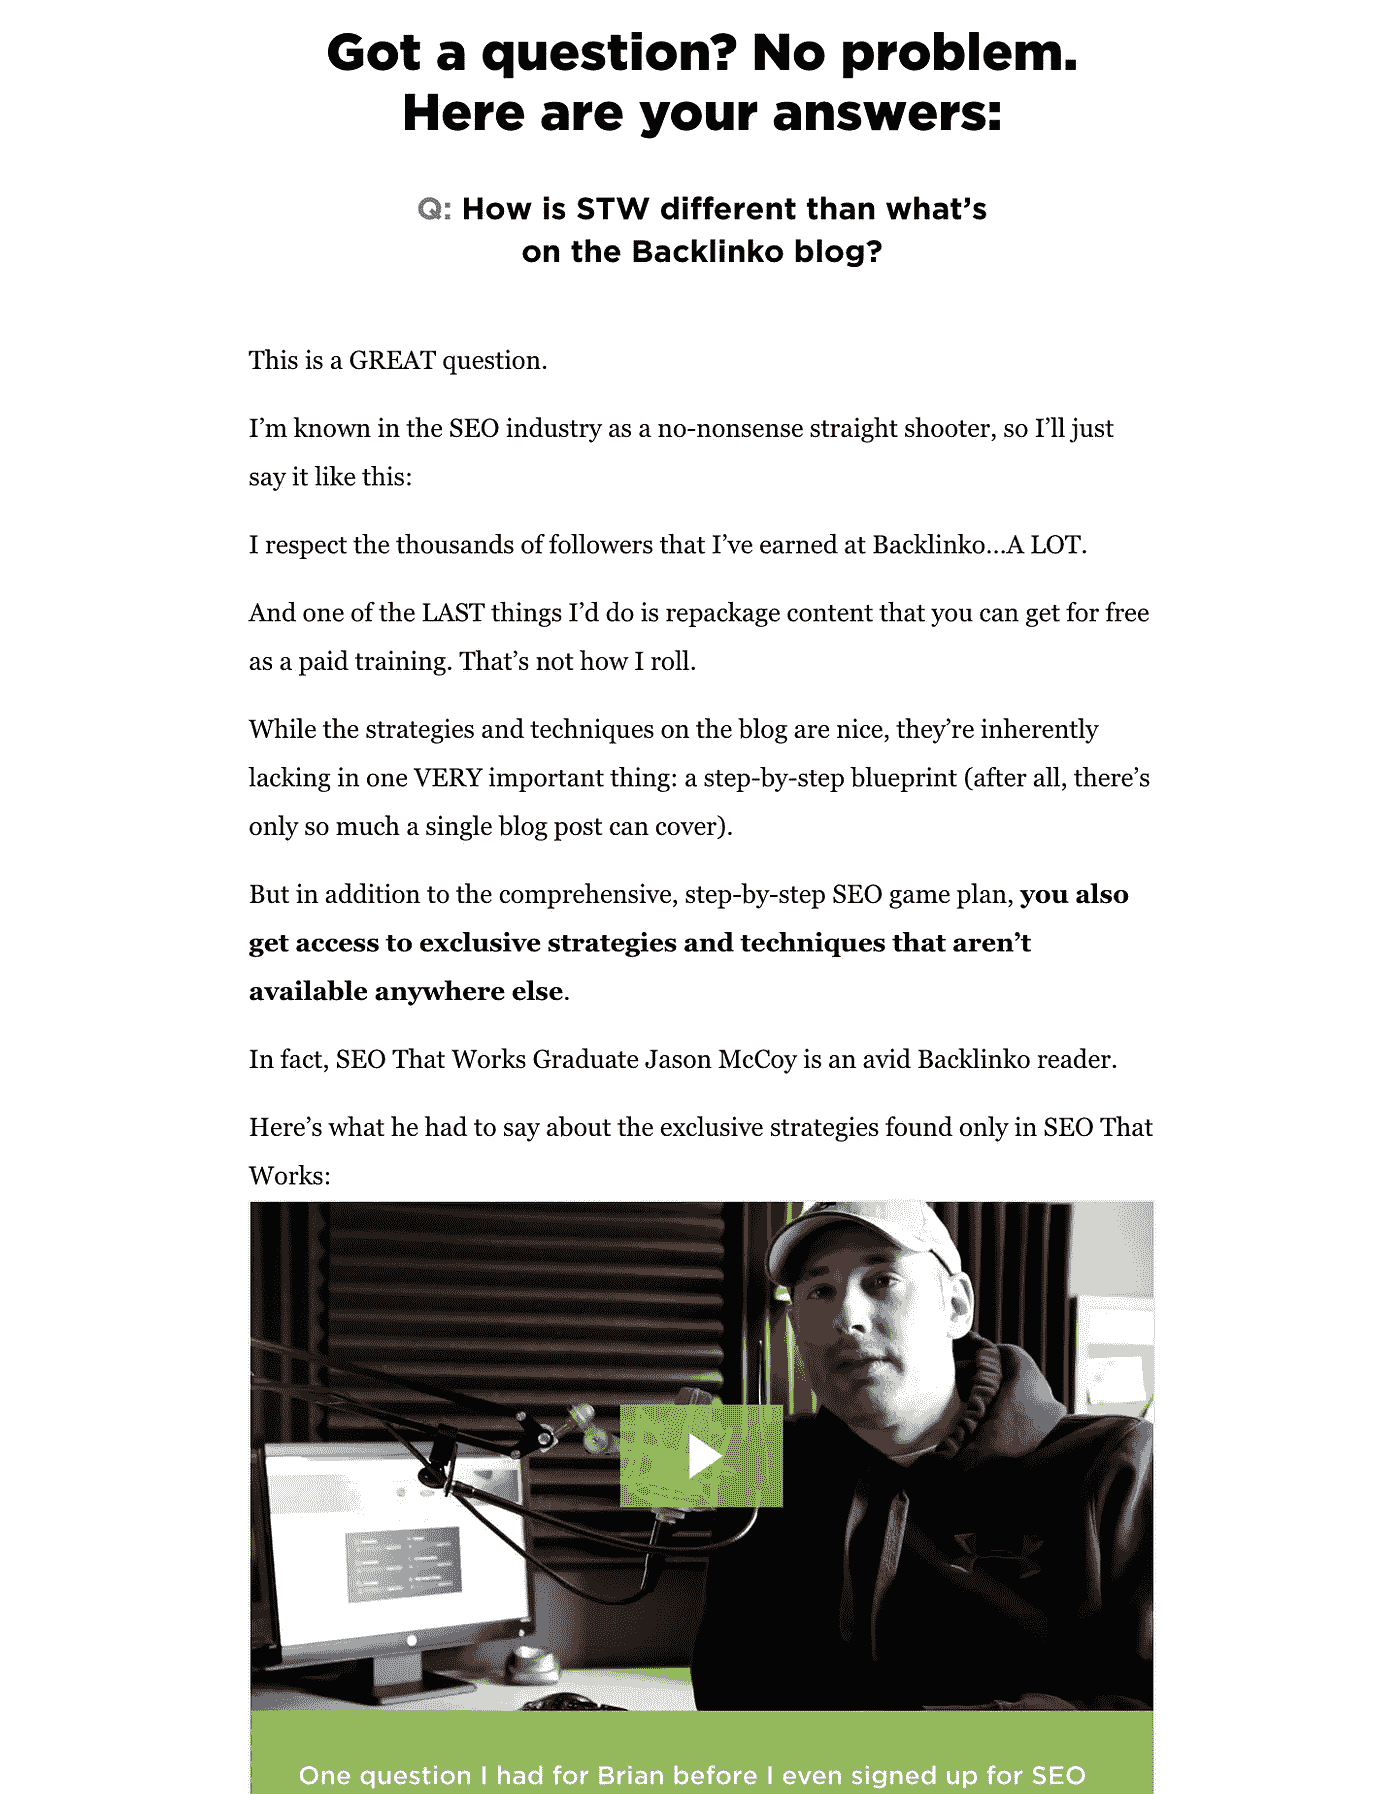 Got a question? No problem.
Here are your answers:
Q: How is STW different than what’s
on the Backlinko blog?
This is a GREAT question.
I’m known in the SEO industry as a no-nonsense straight shooter, so I’ll just
say it like this:
I respect the thousands of followers that I’ve earned at Backlinko…A LOT.
And one of the LAST things I’d do is repackage content that you can get for free
as a paid training. That’s not how I roll.
While the strategies and techniques on the blog are nice, they’re inherently
lacking in one VERY important thing: a step-by-step blueprint (after all, there’s
only so much a single blog post can cover).
But in addition to the comprehensive, step-by-step SEO game plan, you also
get access to exclusive strategies and techniques that aren’t
available anywhere else.
In fact, SEO That Works Graduate Jason McCoy is an avid Backlinko reader.
Here’s what he had to say about the exclusive strategies found only in SEO That
Works:
One question I had for Brian before I even signed up for SEO